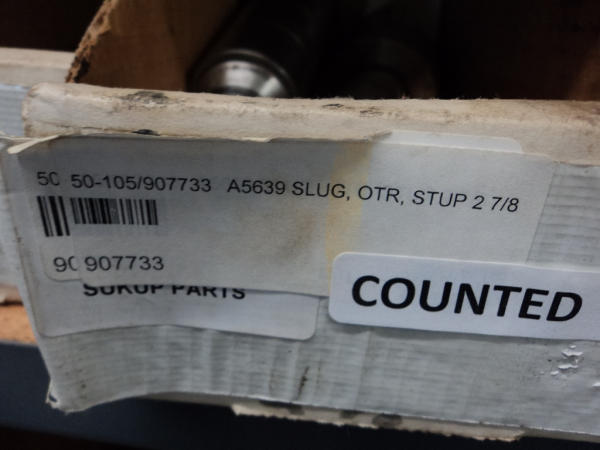 50 50-105/907733 A5639 SLUG, OTR, STUP 2 7/8
90 907733
SUKUP PARTS
COUNTED